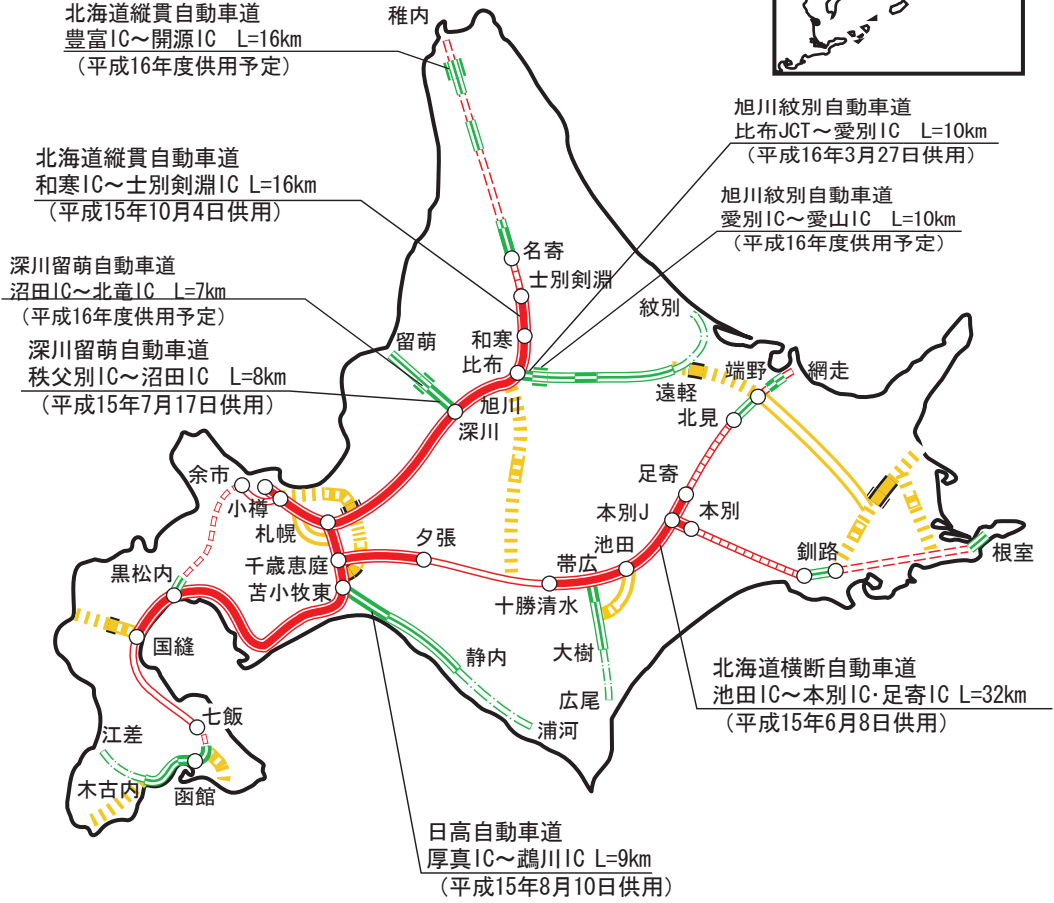 北海道縦貫自動車道
豊富IC～開源IC L=16km
（平成16年度供用予定）
稚内
旭川紋別自動車道
比布JCT～愛別IC L=10km
（平成16年3月27日供用）
北海道縦貫自動車道
和寒IC～士別剣淵IC L=16km
（平成15年10月4日供用）
旭川紋別自動車道
愛別IC～愛山IC L=10km
（平成16年度供用予定）
深川留萌自動車道
沼田IC～北竜IC L=7km
（平成16年度供用予定）
深川留萌自動車道
秩父別IC～沼田IC L=8km
（平成15年7月17日供用）
名寄
士別剣淵
紋別
留萌
和寒
比布
端野
網走
遠軽
旭川
深川
北見
余市
小樽
足寄
札幌
本別J
本別
夕張
池田
釧路
根室
千歳恵庭
帯広
黒松内
苫小牧東
十勝清水
国縫
静内
大樹
広尾
北海道横断自動車道
池田IC～本別IC・足寄IC L=32km
（平成15年6月8日供用）
七飯
江差
浦河
木古内
函館
日高自動車道
厚真IC～鵡川IC L=9km
（平成15年8月10日供用）